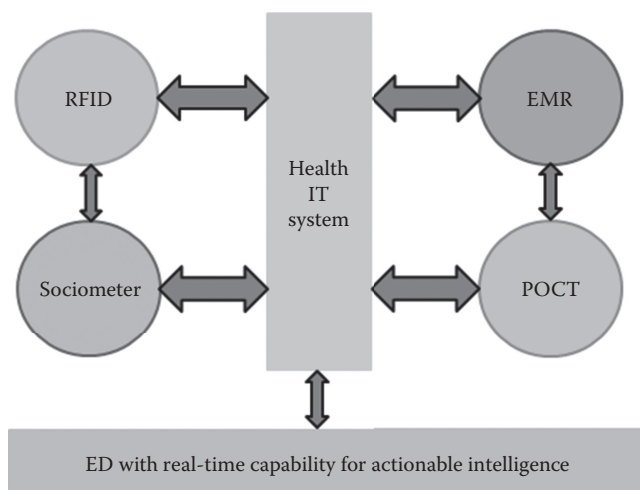 RFID
EMR
Health
IT
system
Sociometer
POCT
ED with real-time capability for actionable intelligence